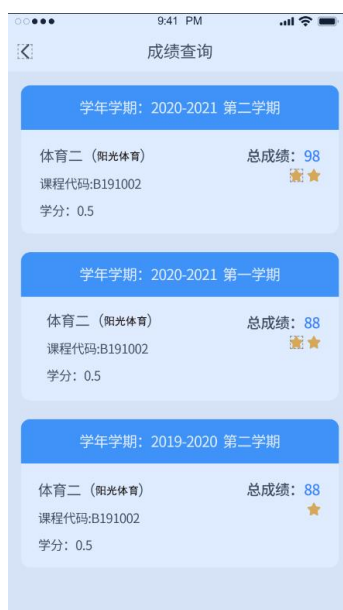 9:41 PM
成绩查询
学年学期：2020-2021 第二学期
体育二（阳光体育） 总成绩：98
课程代码:B191002
学分：0.5
学年学期：2020-2021 第一学期
体育二（阳光体育） 总成绩：88
课程代码:B191002
学分：0.5
学年学期：2019-2020 第二学期
体育二（阳光体育） 总成绩：88
课程代码:B191002
学分：0.5